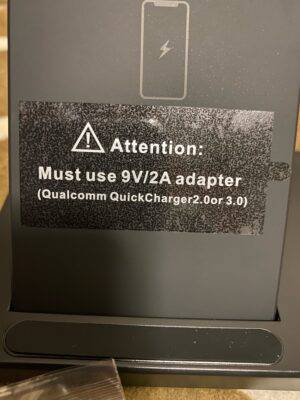 Attention:
Must use 9V/2A adapter
(Qualcomm QuickCharger2.0or 3.0)